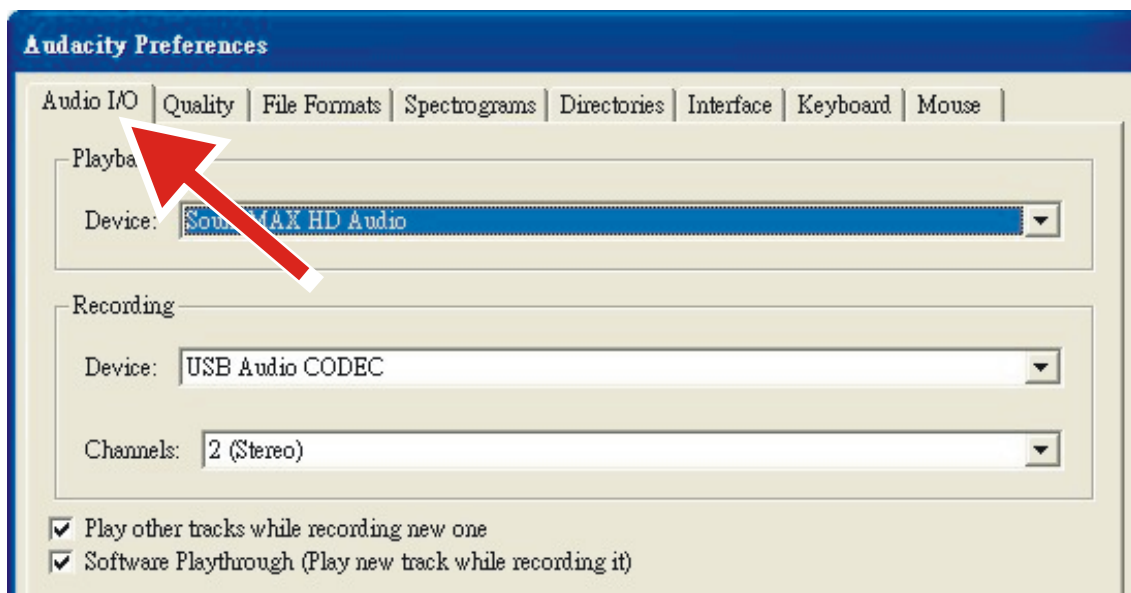 Audacity Preferences
Audio I/O Quality File Formats Spectrograms Directories Interface Keyboard Mouse
Device: HD Audio
Recording
Device: USB Audio CODEC
Channels: 2 (Stereo)
Play other tracks while recording new one
Software Playthrough (Play new track while recording it)